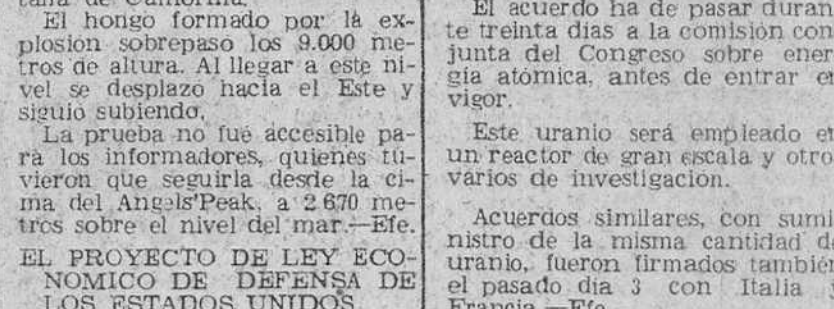 El hongo formado por la ex-
plosión sobrepasó los 9.000 me-
tros de altura. Al llegar a este ni-
vel se desplazó hacia el Este y
siguió subiendo.
La prueba no fué accesible pa-
ra los informadores, quienes tu-
vieron que seguirla desde la ci-
ma del Angels'Peak, a 2.670 me-
tros sobre el nivel del mar.—Efe.
EL PROYECTO DE LEY ECO-
NOMICO DE DEFENSA DE
LOS ESTADOS UNIDOS
El acuerdo ha de pasar duran
te treinta días a la comisión con
junta del Congreso sobre ener
gía atómica, antes de entrar e
vigor.
Este uranio será empleado e
un reactor de gran escala y otro
varios de investigación.
Acuerdos similares, con sumi
nistro de la misma cantidad d
uranio, fueron firmados tambié
el pasado día 3 con Italia
Francia.—Efe